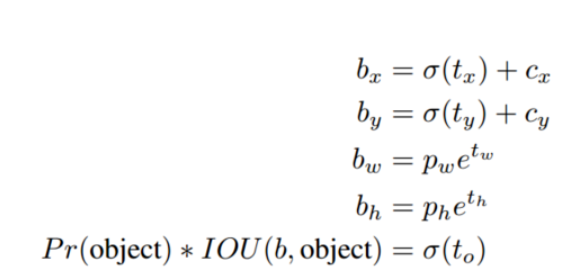 b_x = σ(t_x) + c_x
b_y = σ(t_y) + c_y
b_w = p_w e^{t_w}
b_h = p_h e^{t_h}
Pr(object) ∗ IOU(b, object) = σ(t_o)